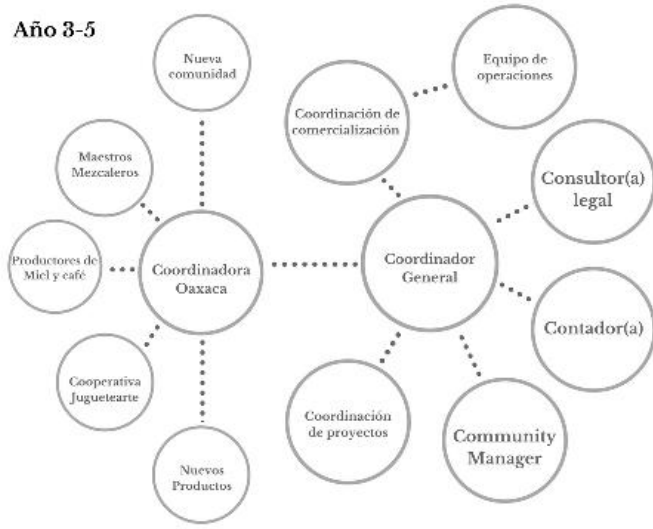 Año 3-5
Nueva
comunidad
Equipo de
operaciones
Coordinación de
comercialización
Maestros
Mezcaleros
Consultor(a)
legal
Productores de
Miel y café
Coordinadora
Oaxaca
Coordinador
General
Contador(a)
Cooperativa
Juguetearte
Coordinación
de proyectos
Community
Manager
Nuevos
Productos